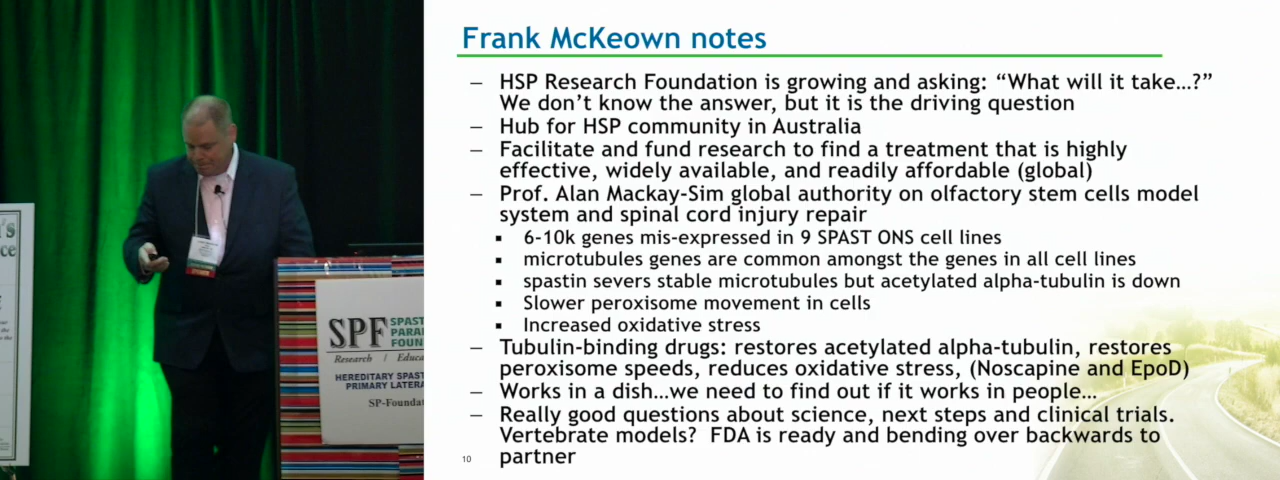 Frank McKeown notes
– HSP Research Foundation is growing and asking: “What will it take…?”
We don’t know the answer, but it is the driving question
– Hub for HSP community in Australia
– Facilitate and fund research to find a treatment that is highly
effective, widely available, and readily affordable (global)
– Prof. Alan Mackay-Sim global authority on olfactory stem cells model
system and spinal cord injury repair
▪ 6-10k genes mis-expressed in 9 SPAST ONS cell lines
▪ microtubules genes are common amongst the genes in all cell lines
▪ spastin severs stable microtubules but acetylated alpha-tubulin is down
▪ Slower peroxisome movement in cells
▪ Increased oxidative stress
– Tubulin-binding drugs: restores acetylated alpha-tubulin, restores
peroxisome speeds, reduces oxidative stress, (Noscapine and EpoD)
– Works in a dish…we need to find out if it works in people…
– Really good questions about science, next steps and clinical trials.
Vertebrate models?  FDA is ready and bending over backwards to
partner
10
SPF
SPAST
PARA
FOUN
Research / Educa
HEREDITARY SPAST
PRIMARY LATERA
SP-Foundat